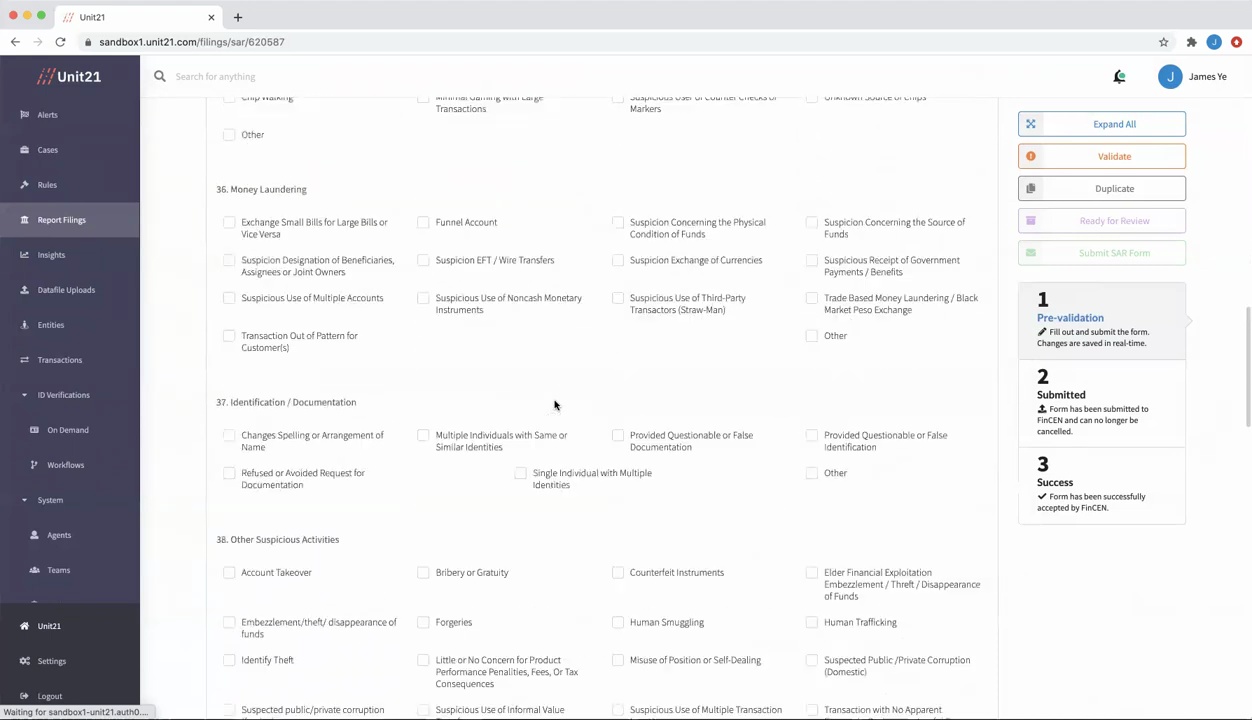 Unit21
sandbox1.unit21.com/filings/sar/620587
J
Unit21
Search for anything
J
James Ye
Alerts
Cases
Rules
Report Filings
Insights
Datafile Uploads
Entities
Transactions
ID Verifications
On Demand
Workflows
System
Agents
Teams
Unit21
Settings
Logout
Waiting for sandbox1-unit21.auth0....
Chip Walking
Minimal Gaming with Large
Transactions
Suspicious Use of Counter Checks or
Markers
Unknown Source of Chips
Other
36. Money Laundering
Exchange Small Bills for Large Bills or
Vice Versa
Funnel Account
Suspicion Concerning the Physical
Condition of Funds
Suspicion Concerning the Source of
Funds
Suspicion Designation of Beneficiaries,
Assignees or Joint Owners
Suspicion EFT / Wire Transfers
Suspicion Exchange of Currencies
Suspicious Receipt of Government
Payments / Benefits
Suspicious Use of Multiple Accounts
Suspicious Use of Noncash Monetary
Instruments
Suspicious Use of Third-Party
Transactors (Straw-Man)
Trade Based Money Laundering / Black
Market Peso Exchange
Transaction Out of Pattern for
Customer(s)
Other
37. Identification / Documentation
Changes Spelling or Arrangement of
Name
Multiple Individuals with Same or
Similar Identities
Provided Questionable or False
Documentation
Provided Questionable or False
Identification
Refused or Avoided Request for
Documentation
Single Individual with Multiple
Identities
Other
38. Other Suspicious Activities
Account Takeover
Bribery or Gratuity
Counterfeit Instruments
Elder Financial Exploitation
Embezzlement / Threft / Disappearance
of Funds
Embezzlement/theft/ disappearance of
funds
Forgeries
Human Smuggling
Human Trafficking
Identify Theft
Little or No Concern for Product
Performance Penalities, Fees, Or Tax
Consequences
Misuse of Position or Self-Dealing
Suspected Public /Private Corruption
(Domestic)
Suspected public/private corruption
Suspicious Use of Informal Value
Suspicious Use of Multiple Transaction
Transaction with No Apparent
Expand All
Validate
Duplicate
Ready for Review
Submit SAR Form
1
Pre-validation
Fill out and submit the form.
Changes are saved in real-time.
2
Submitted
Form has been submitted to
FinCEN and can no longer be
cancelled.
3
Success
Form has been successfully
accepted by FinCEN.